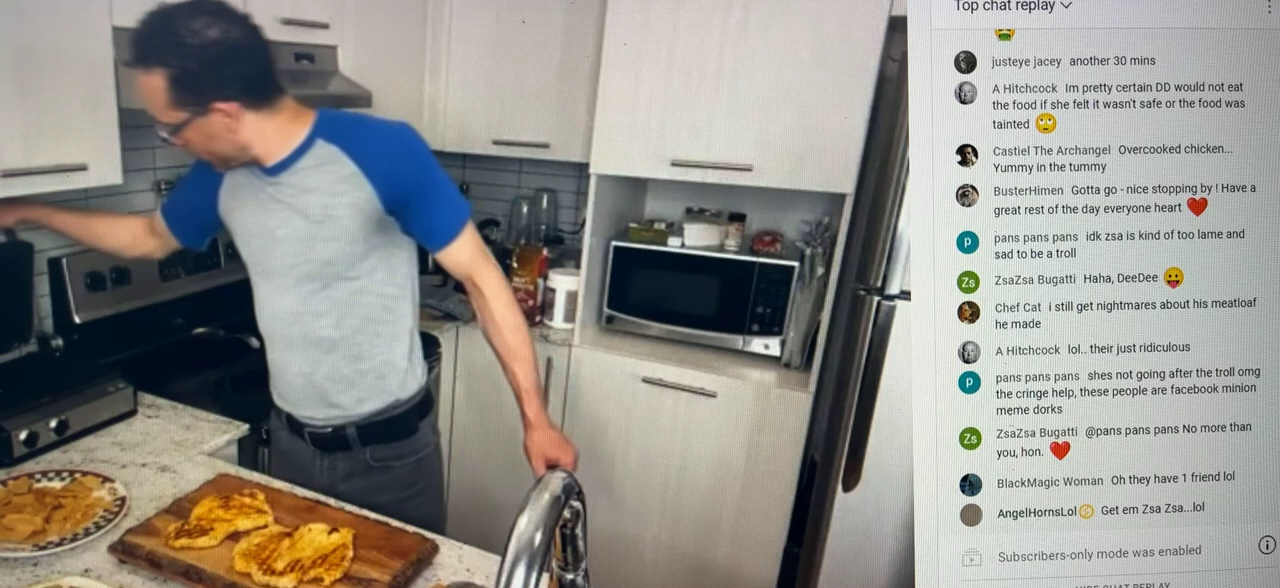 Top chat replay
justeye jacey another 30 mins
A Hitchcock Im pretty certain DD would not eat
the food if she felt it wasn't safe or the food was
tainted 🙄
Castiel The Archangel Overcooked chicken...
Yummy in the tummy
BusterHimen Gotta go - nice stopping by ! Have a
great rest of the day everyone heart ❤️
P
pans pans pans idk zsa is kind of too lame and
sad to be a troll
Zs
ZsaZsa Bugatti Haha, DeeDee 😛
Chef Cat i still get nightmares about his meatloaf
he made
A Hitchcock lol.. their just ridiculous
P
pans pans pans shes not going after the troll omg
the cringe help, these people are facebook minion
meme dorks
Zs
ZsaZsa Bugatti @pans pans pans No more than
you, hon. ❤️
BlackMagic Woman Oh they have 1 friend lol
AngelHornsLol Get em Zsa Zsa...lol
Subscribers-only mode was enabled
HIDE CHAT REPLAY